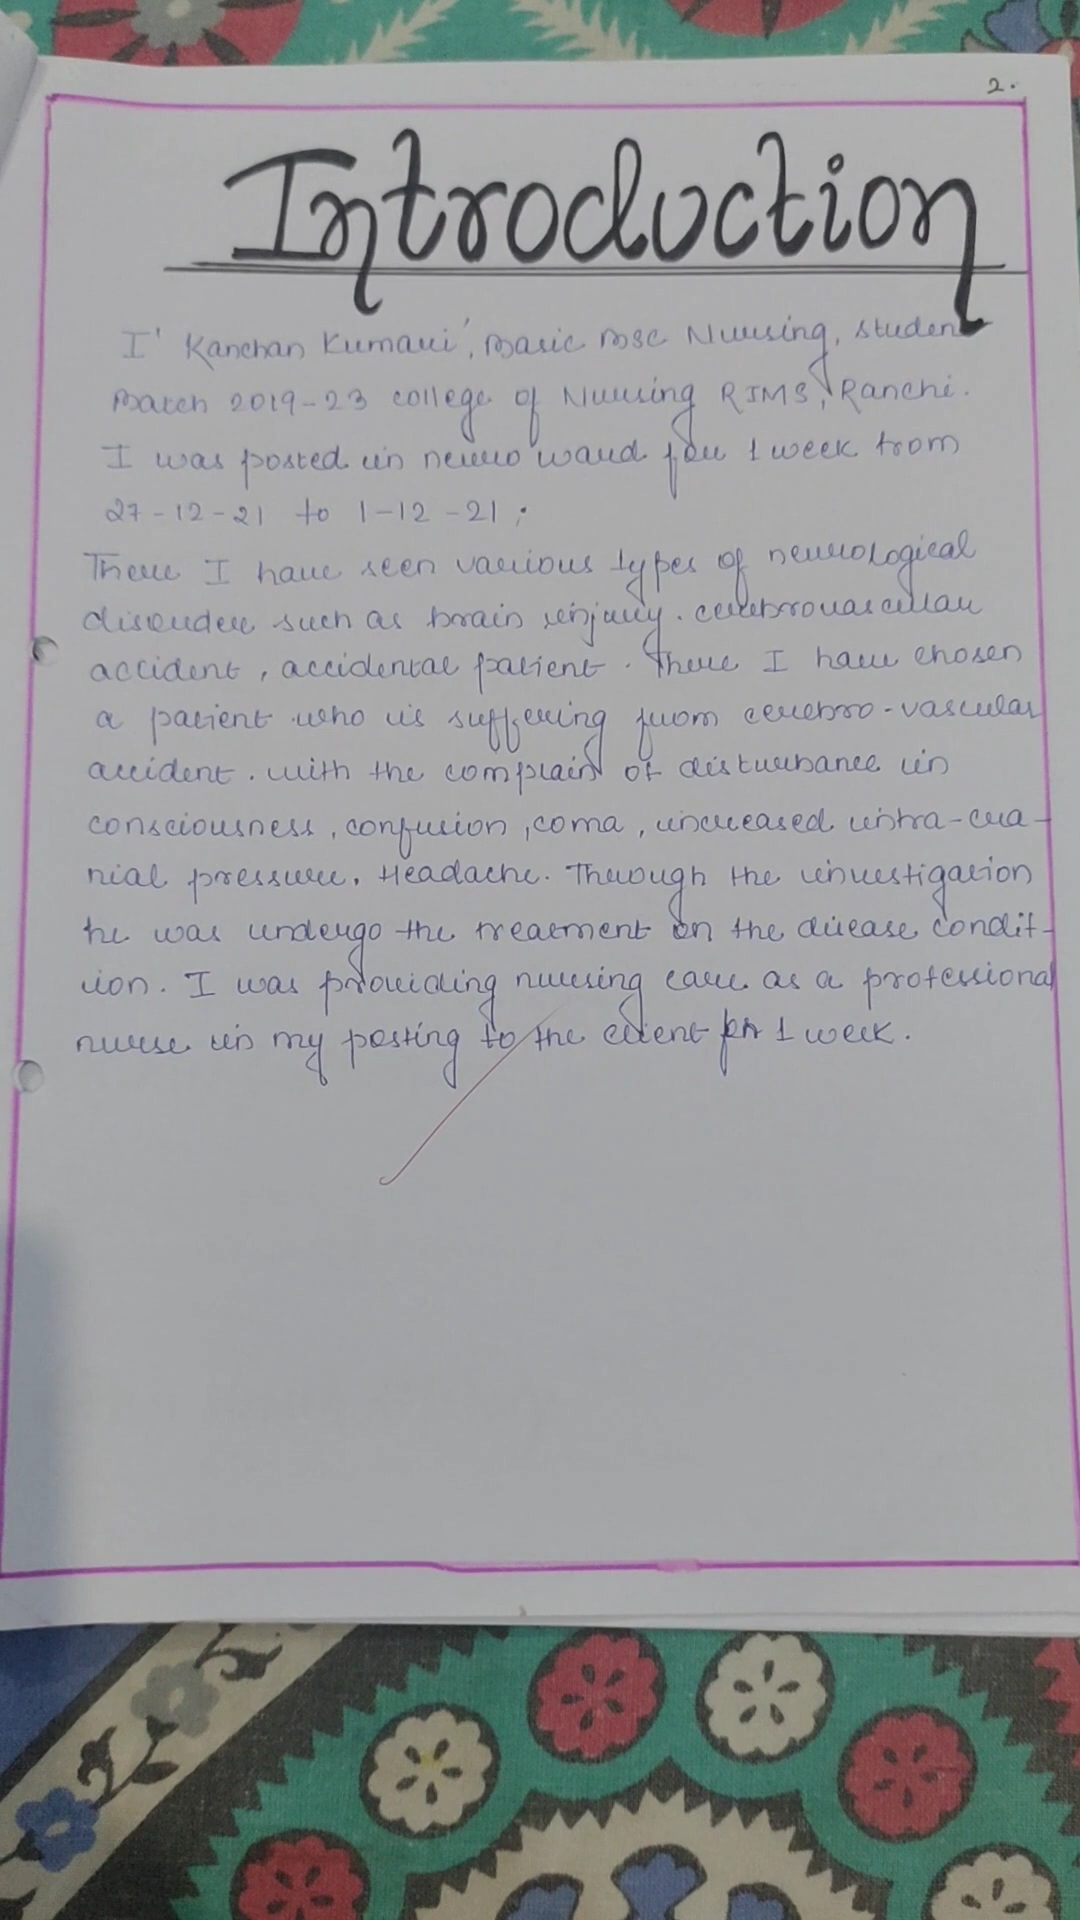 2.
Introduction
I' Kanchan Kumari', Basic Bsc Nursing, student
Batch 2019-23 college of Nursing RIMS, Ranchi.
I was posted in neuro ward for 1 week from
27-12-21 to 1-12-21;
There I have seen various types of neurological
disorder such as brain injury. cerebrovascular
accident, accidental patient. There I have chosen
a patient who is suffering from cerebro-vascular
accident. with the complain of disturbance in
consciousness, confusion, coma, increased intra-cra-
nial pressure, Headache. Through the investigation
he was undergo the treatment on the disease condit-
ion. I was providing nursing care as a professional
nurse in my posting to the client for 1 week.